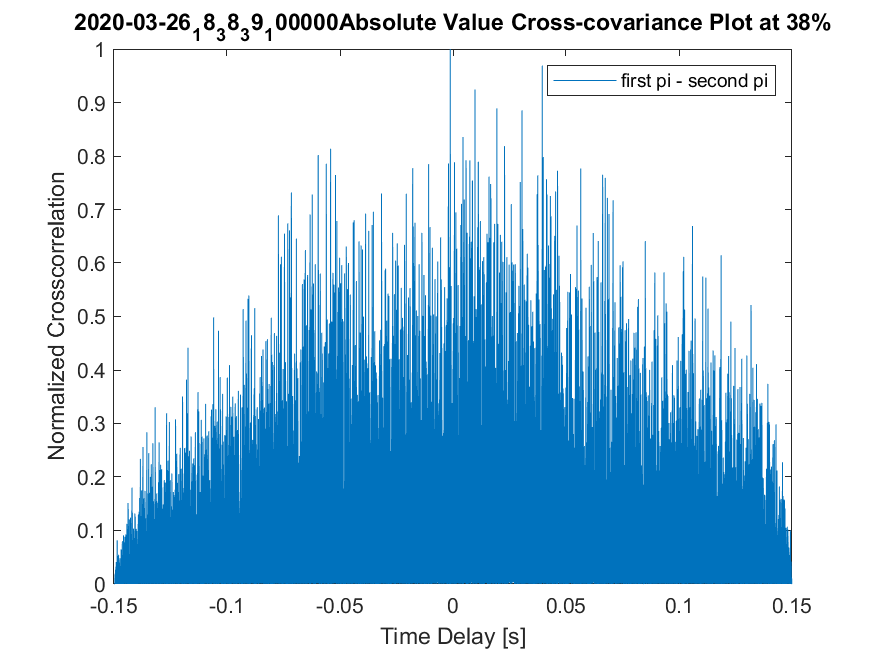 2020-03-26₁8₃8₃9₁00000Absolute Value Cross-covariance Plot at 38%
first pi - second pi
Normalized Crosscorrelation
1
0.9
0.8
0.7
0.6
0.5
0.4
0.3
0.2
0.1
0
-0.15 -0.1 -0.05 0 0.05 0.1 0.15
Time Delay [s]